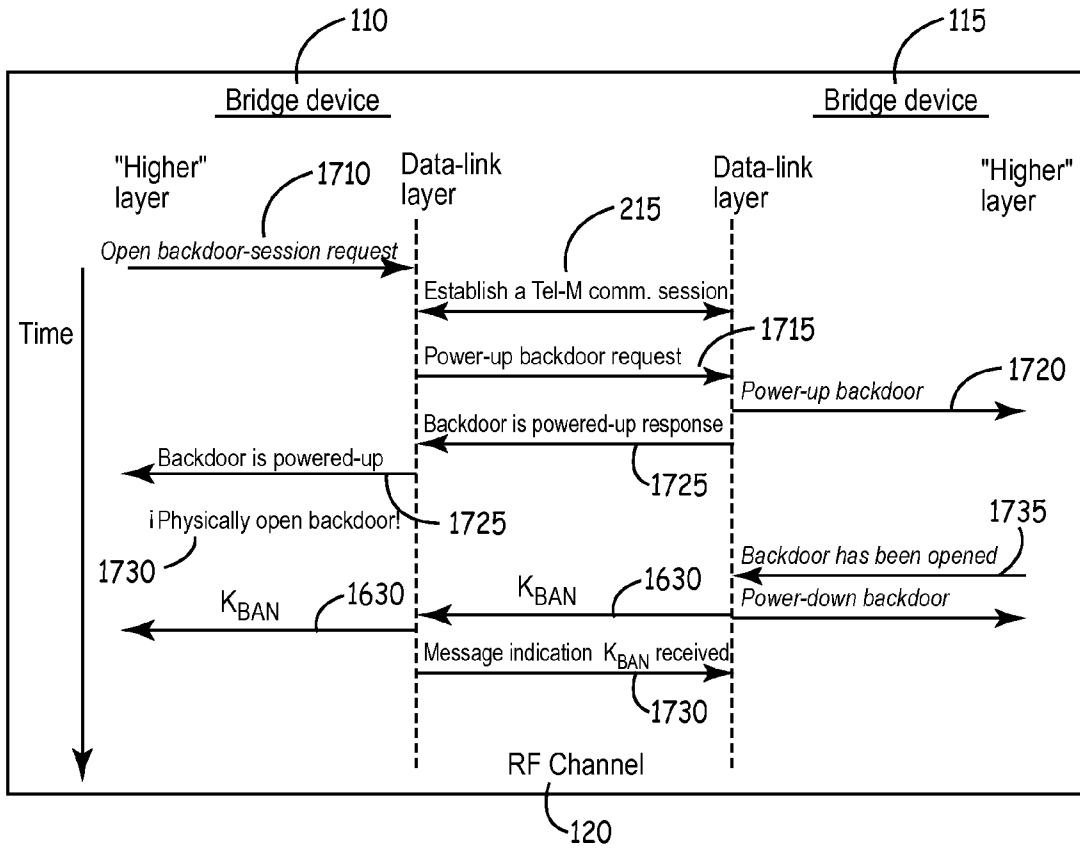 110
115
Bridge device
Bridge device
"Higher"
layer
1710
Data-link
layer
215
Data-link
layer
"Higher"
layer
Open backdoor-session request
Establish a Tel-M comm. session
Time
1715
Power-up backdoor request
1720
Power-up backdoor
Backdoor is powered-up response
Backdoor is powered-up
1725
1725
¡Physically open backdoor!
1735
1730
Backdoor has been opened
KBAN
1630
KBAN
1630
Power-down backdoor
Message indication KBAN received
1730
RF Channel
120